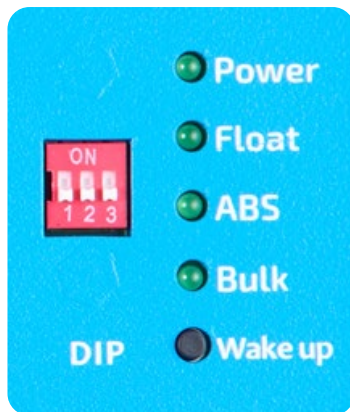 Power
Float
ON
1 2 3
ABS
Bulk
DIP
Wake up